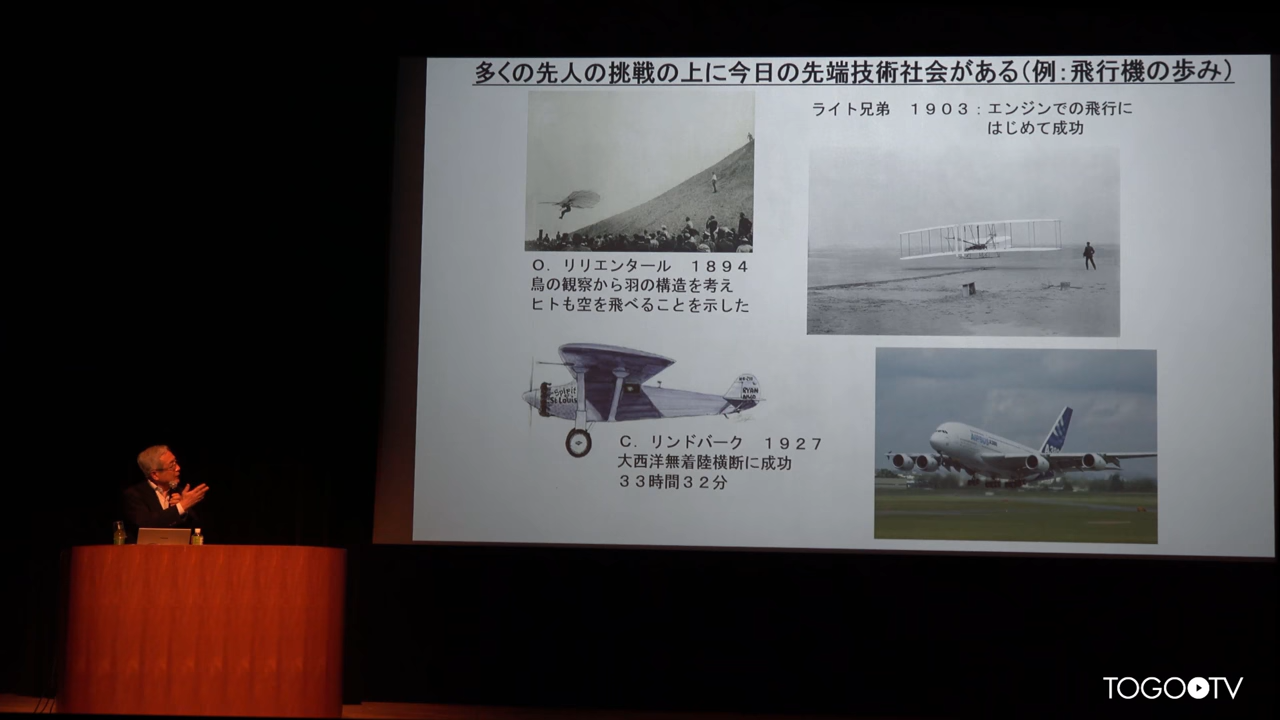 多くの先人の挑戦の上に今日の先端技術社会がある(例:飛行機の歩み)
ライト兄弟 1903:エンジンでの飛行に
はじめて成功
O. リリエンタール 1894
鳥の観察から羽の構造を考え
ヒトも空を飛べることを示した
Spirit
St. Louis
RYAN
C. リンドバーク 1927
大西洋無着陸横断に成功
33時間32分
TOGOTV